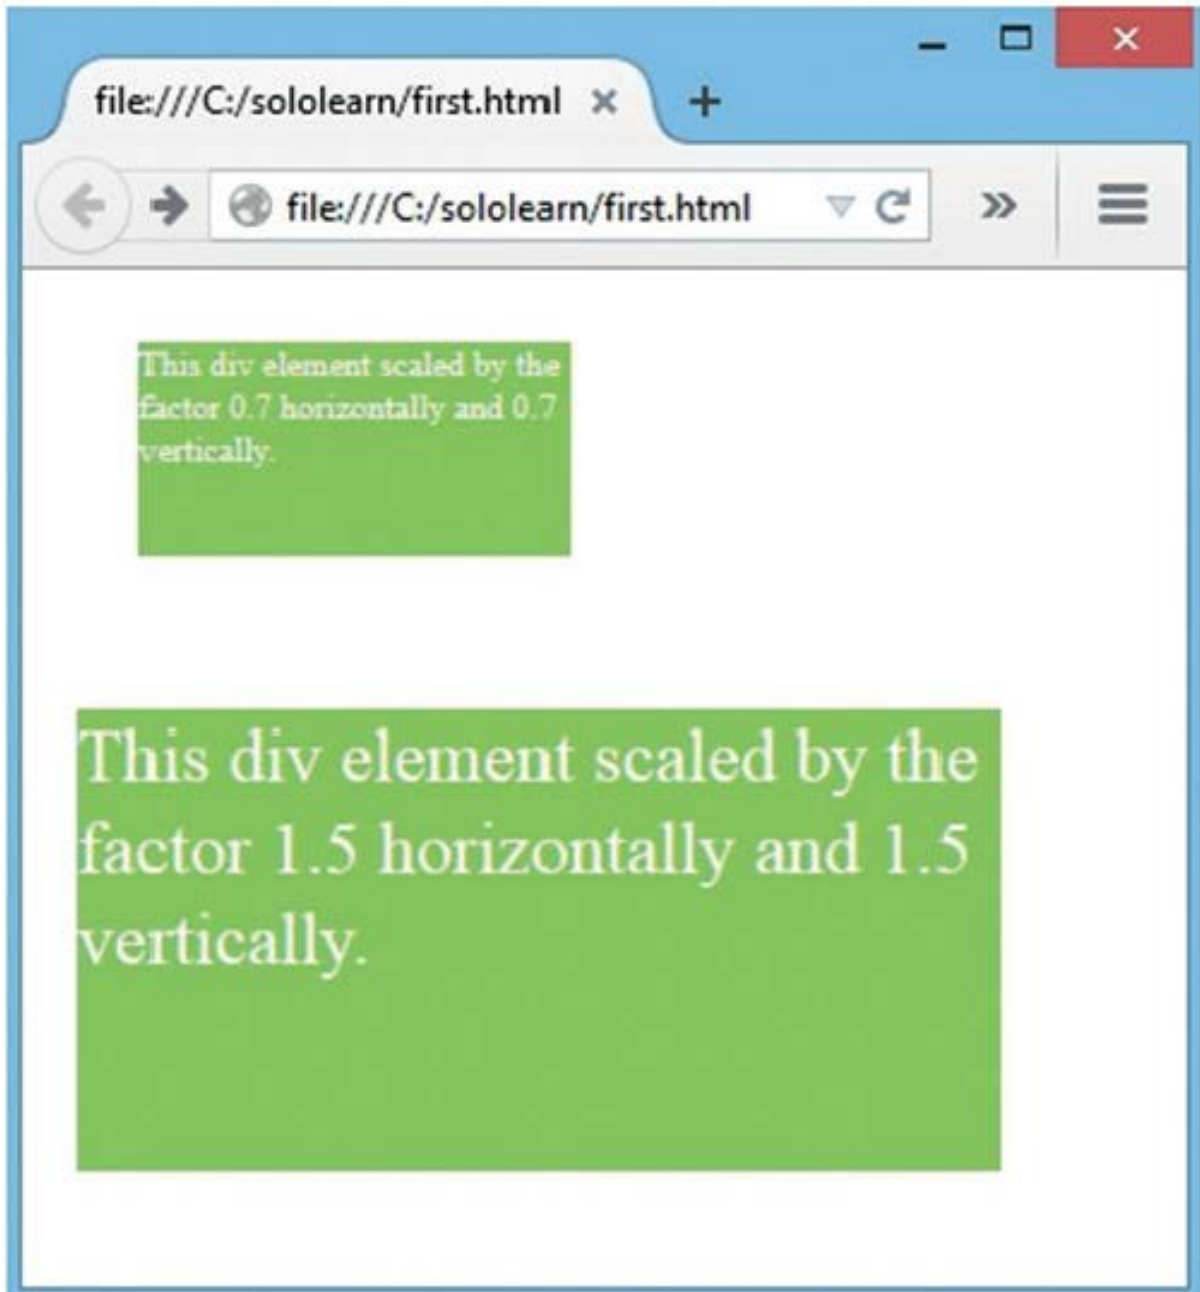 file:///C:/sololearn/first.html
file:///C:/sololearn/first.html
This div element scaled by the
factor 0.7 horizontally and 0.7
vertically.
This div element scaled by the
factor 1.5 horizontally and 1.5
vertically.